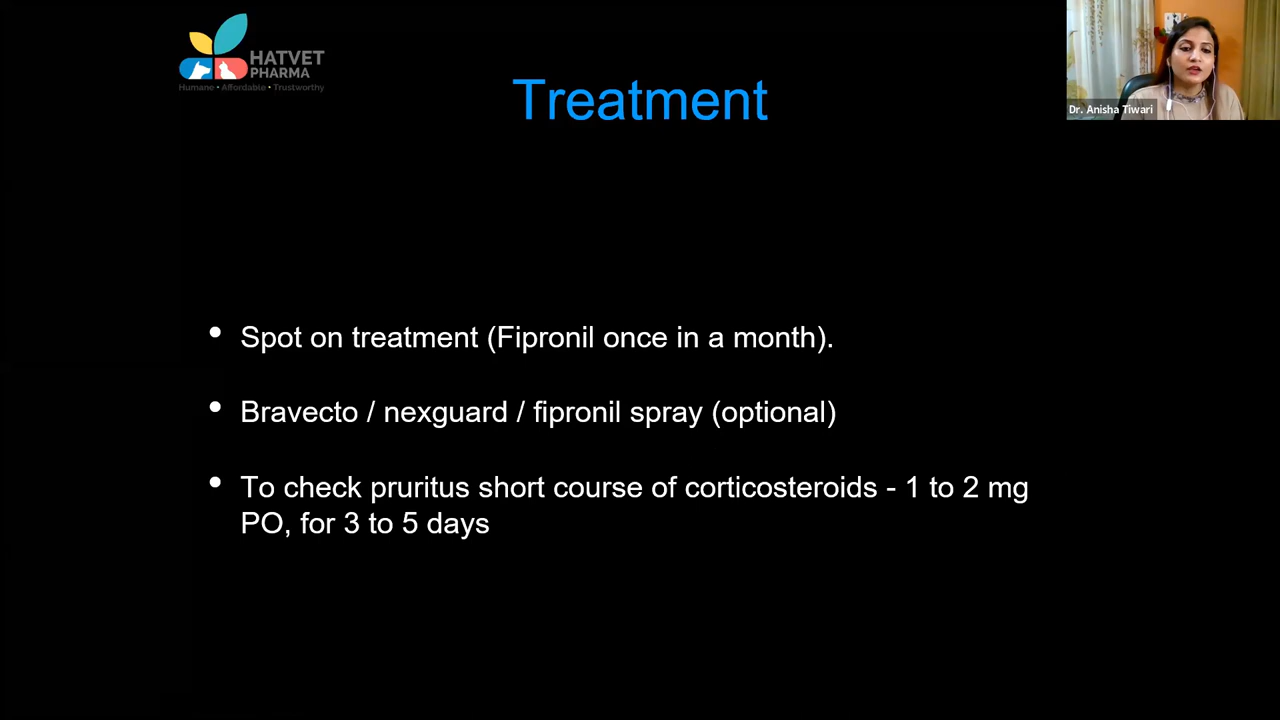 HATVET
PHARMA
Humane • Affordable • Trustworthy
Treatment
Dr. Anisha Tiwari
• Spot on treatment (Fipronil once in a month).
• Bravecto / nexguard / fipronil spray (optional)
• To check pruritus short course of corticosteroids - 1 to 2 mg
PO, for 3 to 5 days